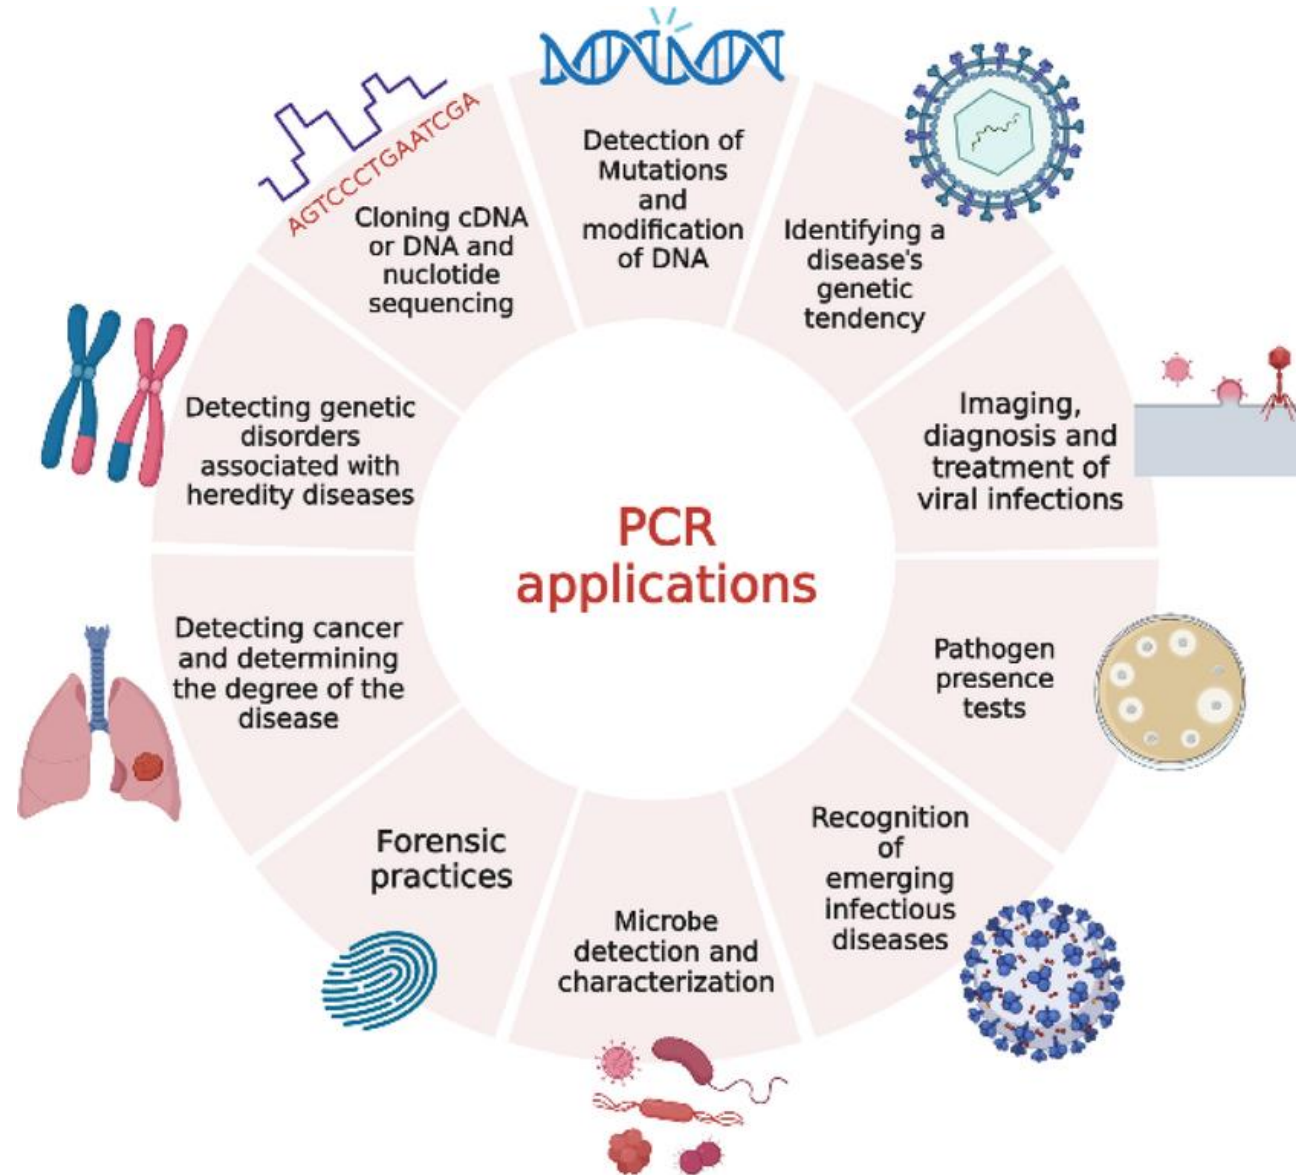 AGTCCCTGAATCGA
Detection of
Mutations
and
modification
of DNA
Identifying a
disease's
genetic
tendency
Imaging,
diagnosis and
treatment of
viral infections
Pathogen
presence
tests
Recognition
of
emerging
infectious
diseases
Microbe
detection and
characterization
Forensic
practices
Detecting cancer
and determining
the degree of the
disease
Detecting genetic
disorders
associated with
heredity diseases
Cloning cDNA
or DNA and
nuclotide
sequencing
PCR
applications